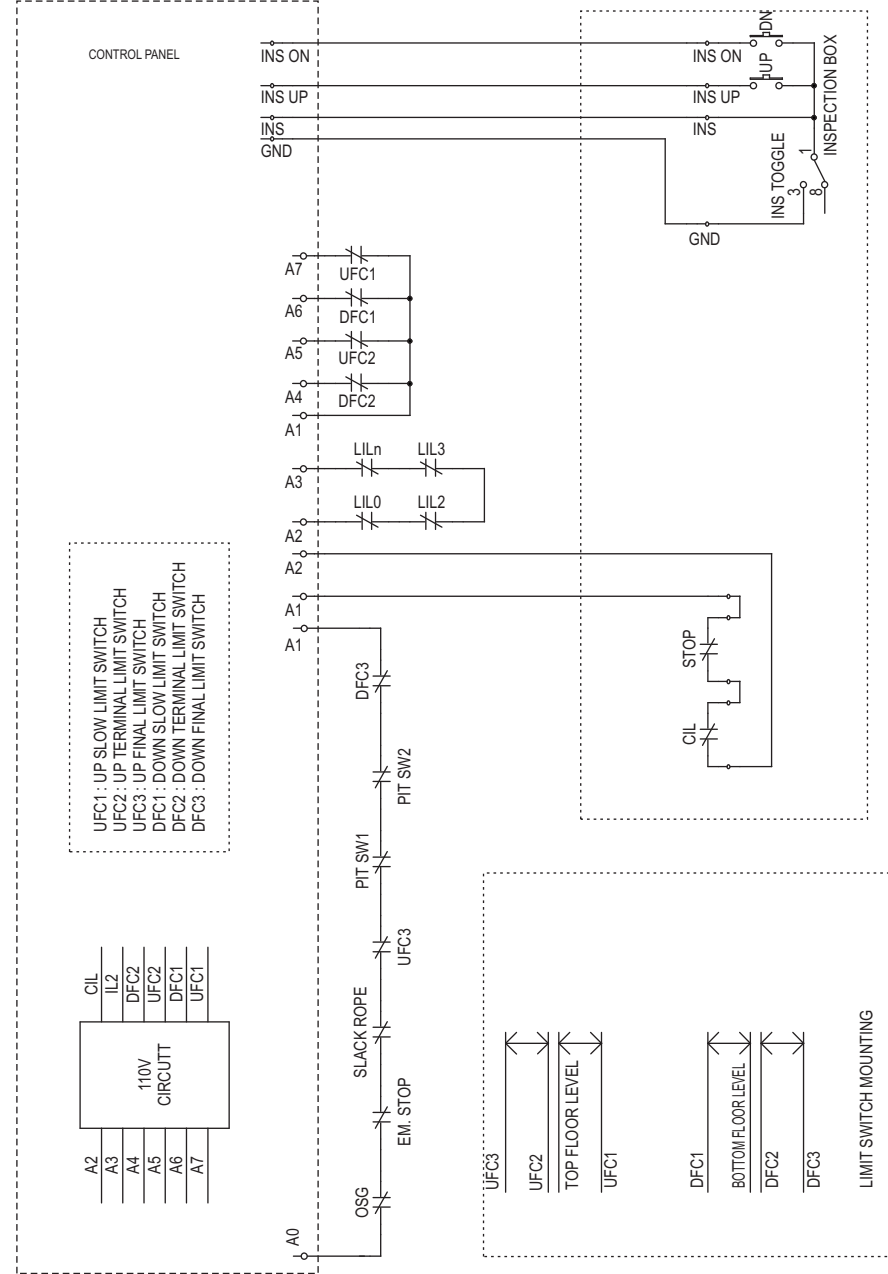 CONTROL PANEL
INS ON
INS UP
INS
GND
INS ON
INS UP
INS
GND
DN
UP
INSPECTION BOX
INS TOGGLE
1
3
8
A7
UFC1
A6
DFC1
A5
UFC2
A4
DFC2
A1
LILn
LIL3
A3
LIL0
LIL2
A2
A2
A1
A1
STOP
CIL
DFC3
PIT SW2
PIT SW1
UFC3
SLACK ROPE
EM. STOP
OSG
A0
UFC1 : UP SLOW LIMIT SWITCH
UFC2 : UP TERMINAL LIMIT SWITCH
UFC3 : UP FINAL LIMIT SWITCH
DFC1 : DOWN SLOW LIMIT SWITCH
DFC2 : DOWN TERMINAL LIMIT SWITCH
DFC3 : DOWN FINAL LIMIT SWITCH
CIL
IL2
DFC2
UFC2
DFC1
UFC1
110V
CIRCUTT
A2
A3
A4
A5
A6
A7
UFC3
UFC2
TOP FLOOR LEVEL
UFC1
DFC1
BOTTOM FLOOR LEVEL
DFC2
DFC3
LIMIT SWITCH MOUNTING